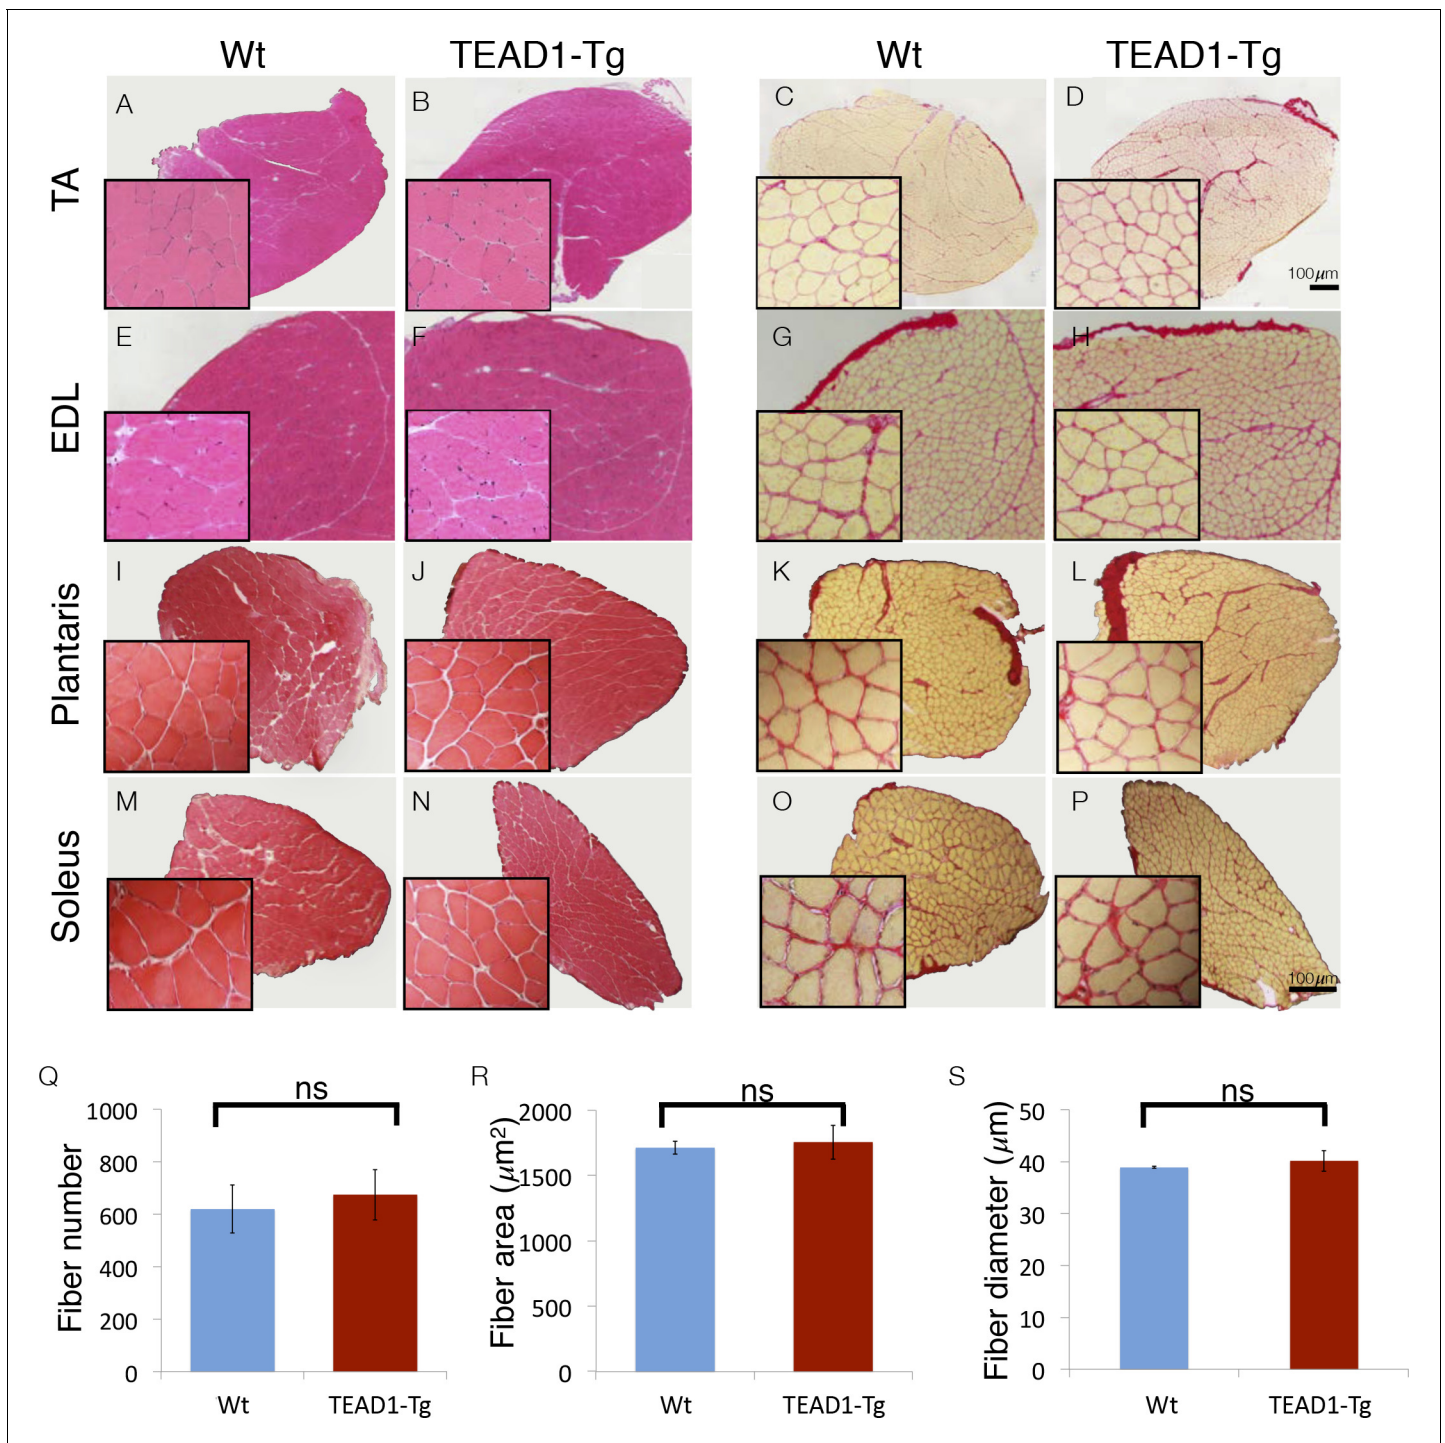 Wt TEAD1-Tg Wt TEAD1-Tg
TA
A B C D
100μm
EDL
E F G H
Plantaris
I J K L
Soleus
M N O P
100μm
Q
ns
Fiber number
1000
800
600
400
200
0
Wt TEAD1-Tg
R
ns
Fiber area (μm²)
2000
1500
1000
500
0
Wt TEAD1-Tg
S
ns
Fiber diameter (μm)
50
40
30
20
10
0
Wt TEAD1-Tg